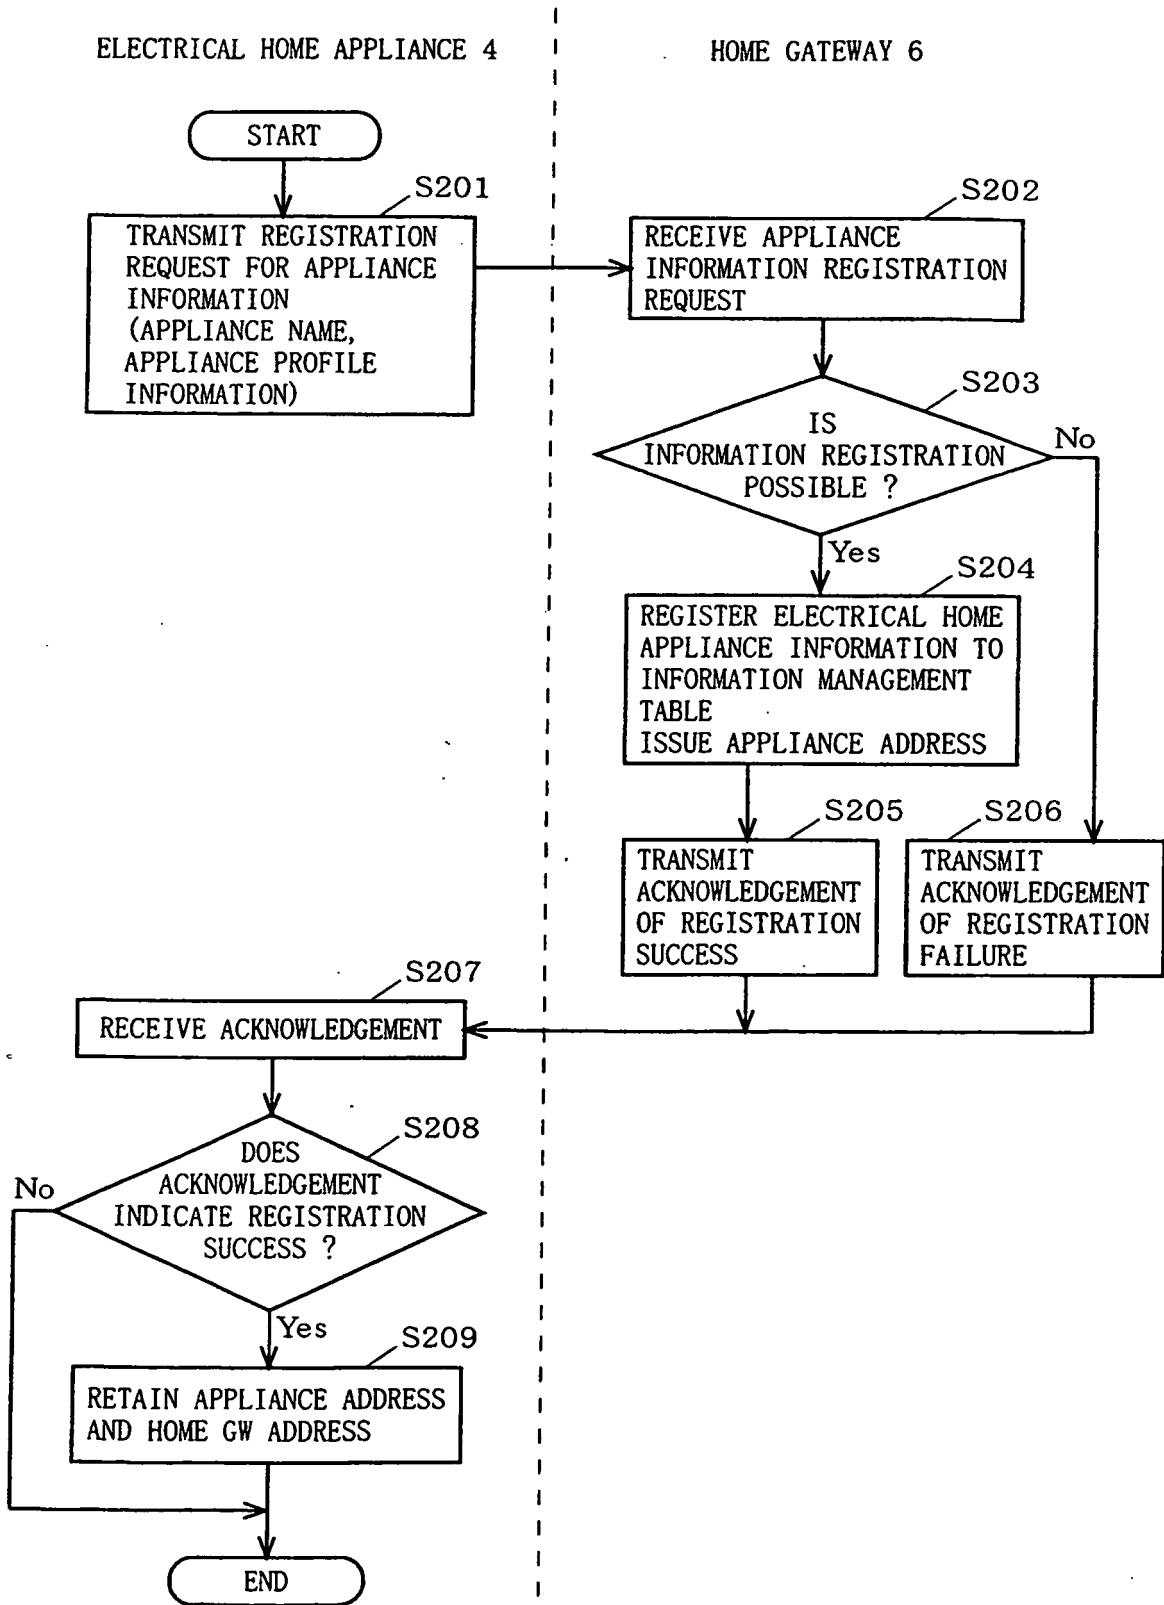 ELECTRICAL HOME APPLIANCE 4
HOME GATEWAY 6
START
S201
TRANSMIT REGISTRATION
REQUEST FOR APPLIANCE
INFORMATION
(APPLIANCE NAME,
APPLIANCE PROFILE
INFORMATION)
S202
RECEIVE APPLIANCE
INFORMATION REGISTRATION
REQUEST
S203
IS
INFORMATION REGISTRATION
POSSIBLE ?
No
Yes
S204
REGISTER ELECTRICAL HOME
APPLIANCE INFORMATION TO
INFORMATION MANAGEMENT
TABLE
ISSUE APPLIANCE ADDRESS
S205
TRANSMIT
ACKNOWLEDGEMENT
OF REGISTRATION
SUCCESS
S206
TRANSMIT
ACKNOWLEDGEMENT
OF REGISTRATION
FAILURE
S207
RECEIVE ACKNOWLEDGEMENT
S208
DOES
ACKNOWLEDGEMENT
INDICATE REGISTRATION
SUCCESS ?
No
Yes
S209
RETAIN APPLIANCE ADDRESS
AND HOME GW ADDRESS
END